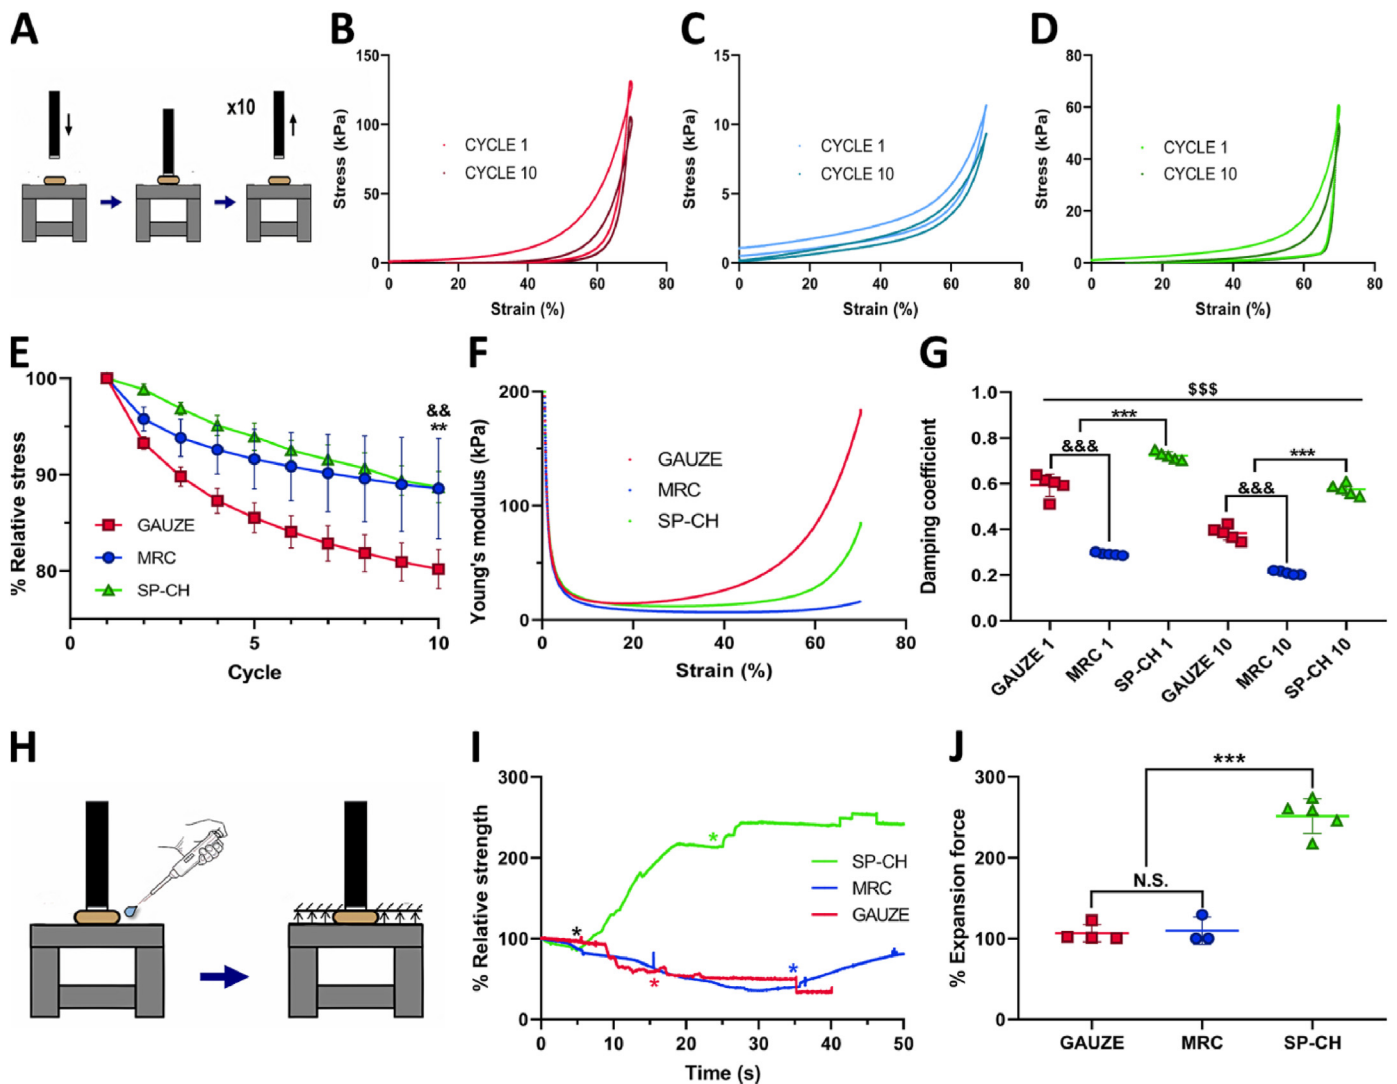 A
x10
B
150
100
50
0
Stress (kPa)
CYCLE 1
CYCLE 10
0 20 40 60 80
Strain (%)
C
15
10
5
0
Stress (kPa)
CYCLE 1
CYCLE 10
0 20 40 60 80
Strain (%)
D
80
60
40
20
0
Stress (kPa)
CYCLE 1
CYCLE 10
0 20 40 60 80
Strain (%)
E
100
90
80
% Relative stress
&&
**
GAUZE
MRC
SP-CH
0 5 10
Cycle
F
200
100
0
Young's modulus (kPa)
GAUZE
MRC
SP-CH
0 20 40 60 80
Strain (%)
G
1.0
0.8
0.6
0.4
0.2
0.0
Damping coefficient
$$$
***
&&&
***
&&&
GAUZE 1
MRC 1
SP-CH 1
GAUZE 10
MRC 10
SP-CH 10
H
I
300
200
100
0
% Relative strength
*
*
*
*
SP-CH
MRC
GAUZE
0 10 20 30 40 50
Time (s)
J
300
200
100
0
% Expansion force
***
N.S.
GAUZE MRC SP-CH